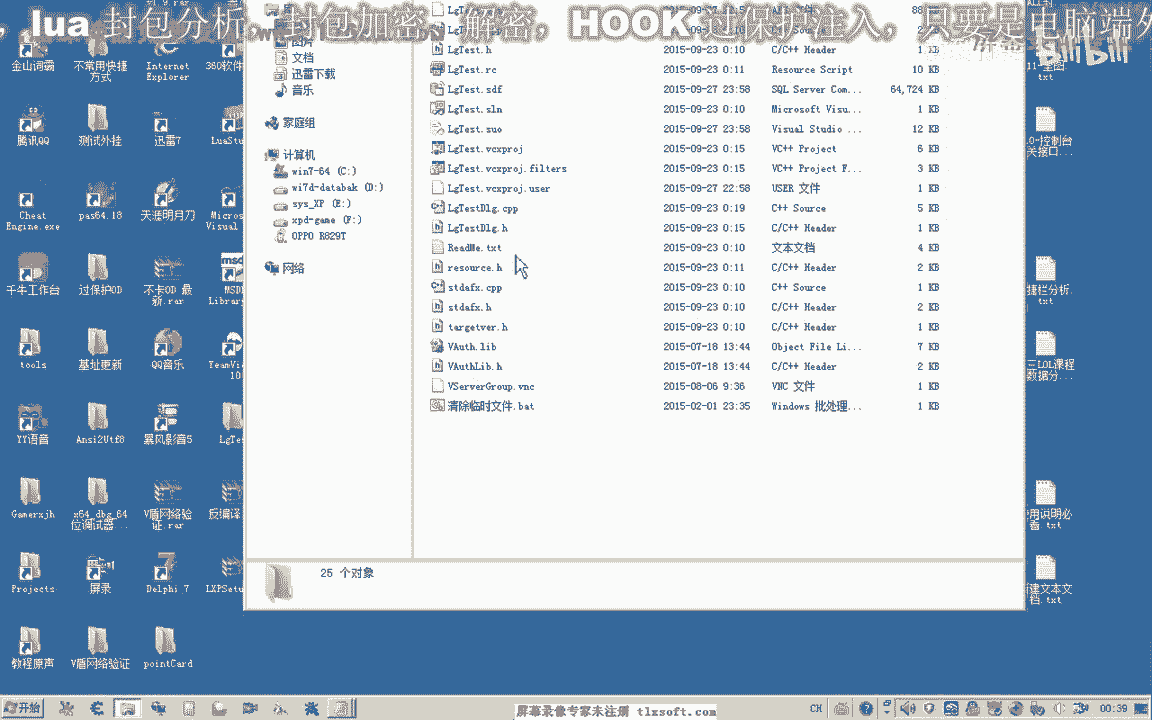 ，lua 封包分析，封包加密，解密，HOOK 过保护注入，只要是电脑端外
bilibili
金山词霸
不常用快捷方式
Internet Explorer
360软件
腾讯QQ
测试外挂
迅雷7
LuaStu
Cheat Engine.exe
pas64.18
天涯明月刀
Micros Visual
千牛工作台
过保护OD
不卡OD 最新.rar
MSD Librar
tools
基址更新
QQ音乐
TeamVi 10
YY语音
Ansi2Utf8
暴风影音5
LgTe
Gamerxjh
x64_dbg_64位调试器...
V盾网络验证.rar
反编译
Projects
屏录
Delphi 7
LXPSetu
教程原声
V盾网络验证
pointCard
图片
文档
迅雷下载
音乐
家庭组
计算机
win7-64 (C:)
wi7d-databak (D:)
sys_XP (E:)
xpd-game (F:)
OPPO R829T
网络
LgTest.h 2015-09-23 0:10 C/C++ Header 1 KB
LgTest.rc 2015-09-23 0:11 Resource Script 10 KB
LgTest.sdf 2015-09-27 23:58 SQL Server Com... 64,724 KB
LgTest.sln 2015-09-23 0:10 Microsoft Visu... 1 KB
LgTest.suo 2015-09-27 23:58 Visual Studio ... 12 KB
LgTest.vcxproj 2015-09-23 0:15 VC++ Project 6 KB
LgTest.vcxproj.filters 2015-09-23 0:15 VC++ Project F... 3 KB
LgTest.vcxproj.user 2015-09-27 22:58 USER 文件 1 KB
LgTestDlg.cpp 2015-09-23 0:19 C++ Source 5 KB
LgTestDlg.h 2015-09-23 0:15 C/C++ Header 1 KB
ReadMe.txt 2015-09-23 0:10 文本文档 4 KB
resource.h 2015-09-23 0:11 C/C++ Header 2 KB
stdafx.cpp 2015-09-23 0:10 C++ Source 1 KB
stdafx.h 2015-09-23 0:10 C/C++ Header 2 KB
targetver.h 2015-09-23 0:10 C/C++ Header 1 KB
VAuth.lib 2015-07-18 13:44 Object File Li... 7 KB
VAuthLib.h 2015-07-18 13:44 C/C++ Header 2 KB
VServerGroup.vnc 2015-08-06 9:36 VNC 文件 1 KB
清除临时文件.bat 2015-02-01 23:35 Windows 批处理... 1 KB
25 个对象
.txt
0-控制台
关接口...
捷栏分析.txt
三LOL课程
数据分...
用说明必看.txt
建文本文档.txt
开始
屏幕录像专家未注册 tlxsoft.com
CH
00:39